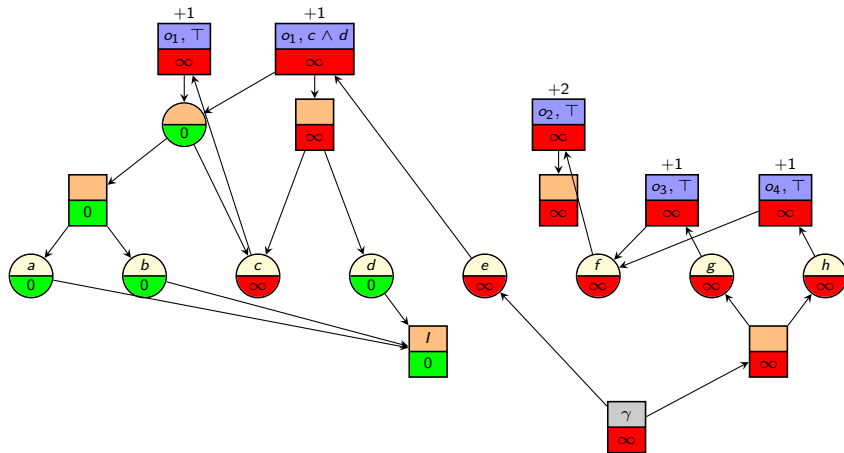 +1 +1
o1, ⊤ o1, c ∧ d
∞ ∞
+2
o2, ⊤
∞ ∞
0
+1 +1
o3, ⊤ o4, ⊤
0 ∞ ∞ ∞
a b c d e f g h
0 0 ∞ 0 ∞ ∞ ∞ ∞
I
0 ∞
γ
∞